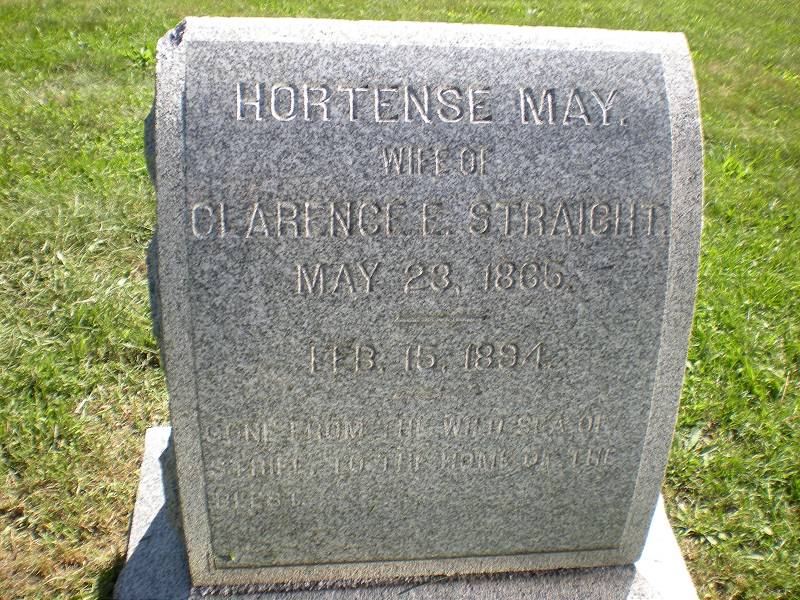 HORTENSE MAY.
WIFE OF
CLARENCE E. STRAIGHT.
MAY 23, 1865.
FEB. 15, 1894.
GONE FROM THE WILD SEA OF
STRIFE, TO THE HOME OF THE
BLEST.